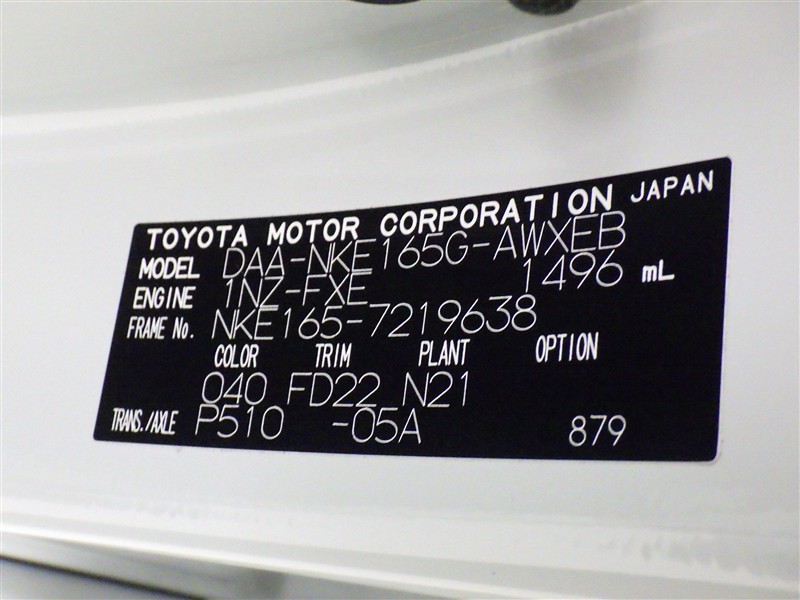 TOYOTA MOTOR CORPORATION JAPAN
MODEL DAA-NKE165G-AWXEB
ENGINE 1NZ-FXE 1496 mL
FRAME No. NKE165-7219638
COLOR TRIM PLANT OPTION
040 FD22 N21
TRANS./AXLE P510 -05A 879